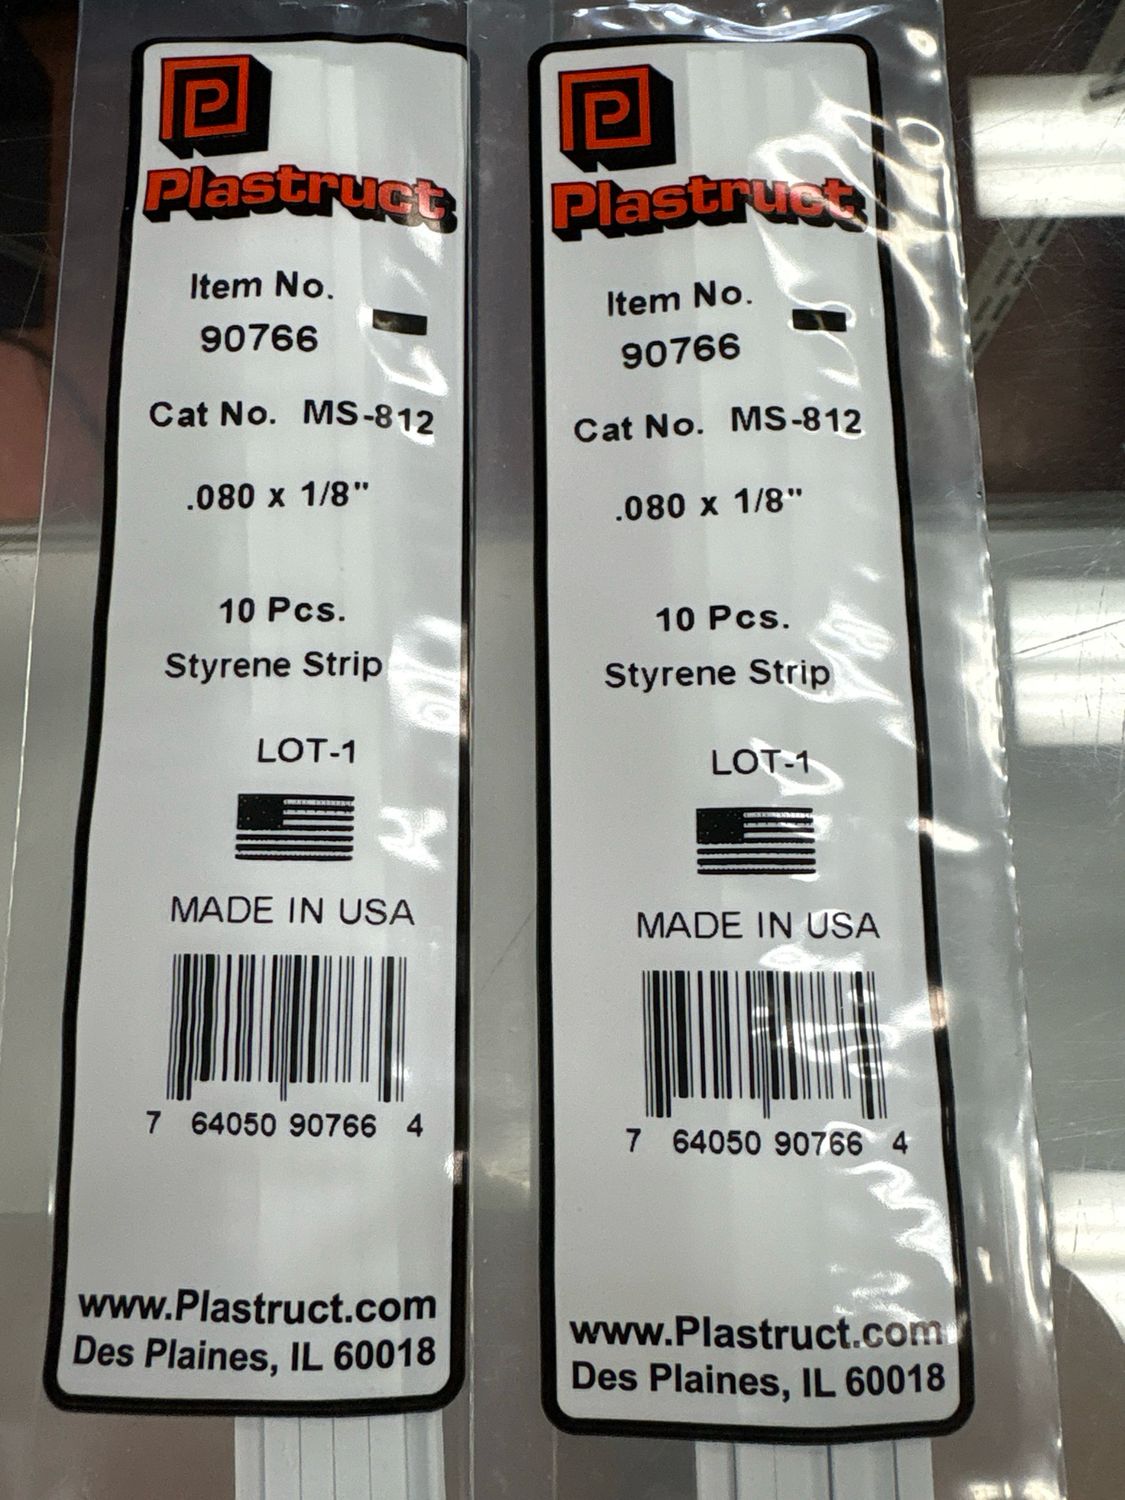 Plastruct
Item No.
90766
Cat No. MS-812
.080 x 1/8"
10 Pcs.
Styrene Strip
LOT-1
MADE IN USA
7 64050 90766 4
www.Plastruct.com
Des Plaines, IL 60018
Plastruct
Item No.
90766
Cat No. MS-812
.080 x 1/8"
10 Pcs.
Styrene Strip
LOT-1
MADE IN USA
7 64050 90766 4
www.Plastruct.com
Des Plaines, IL 60018